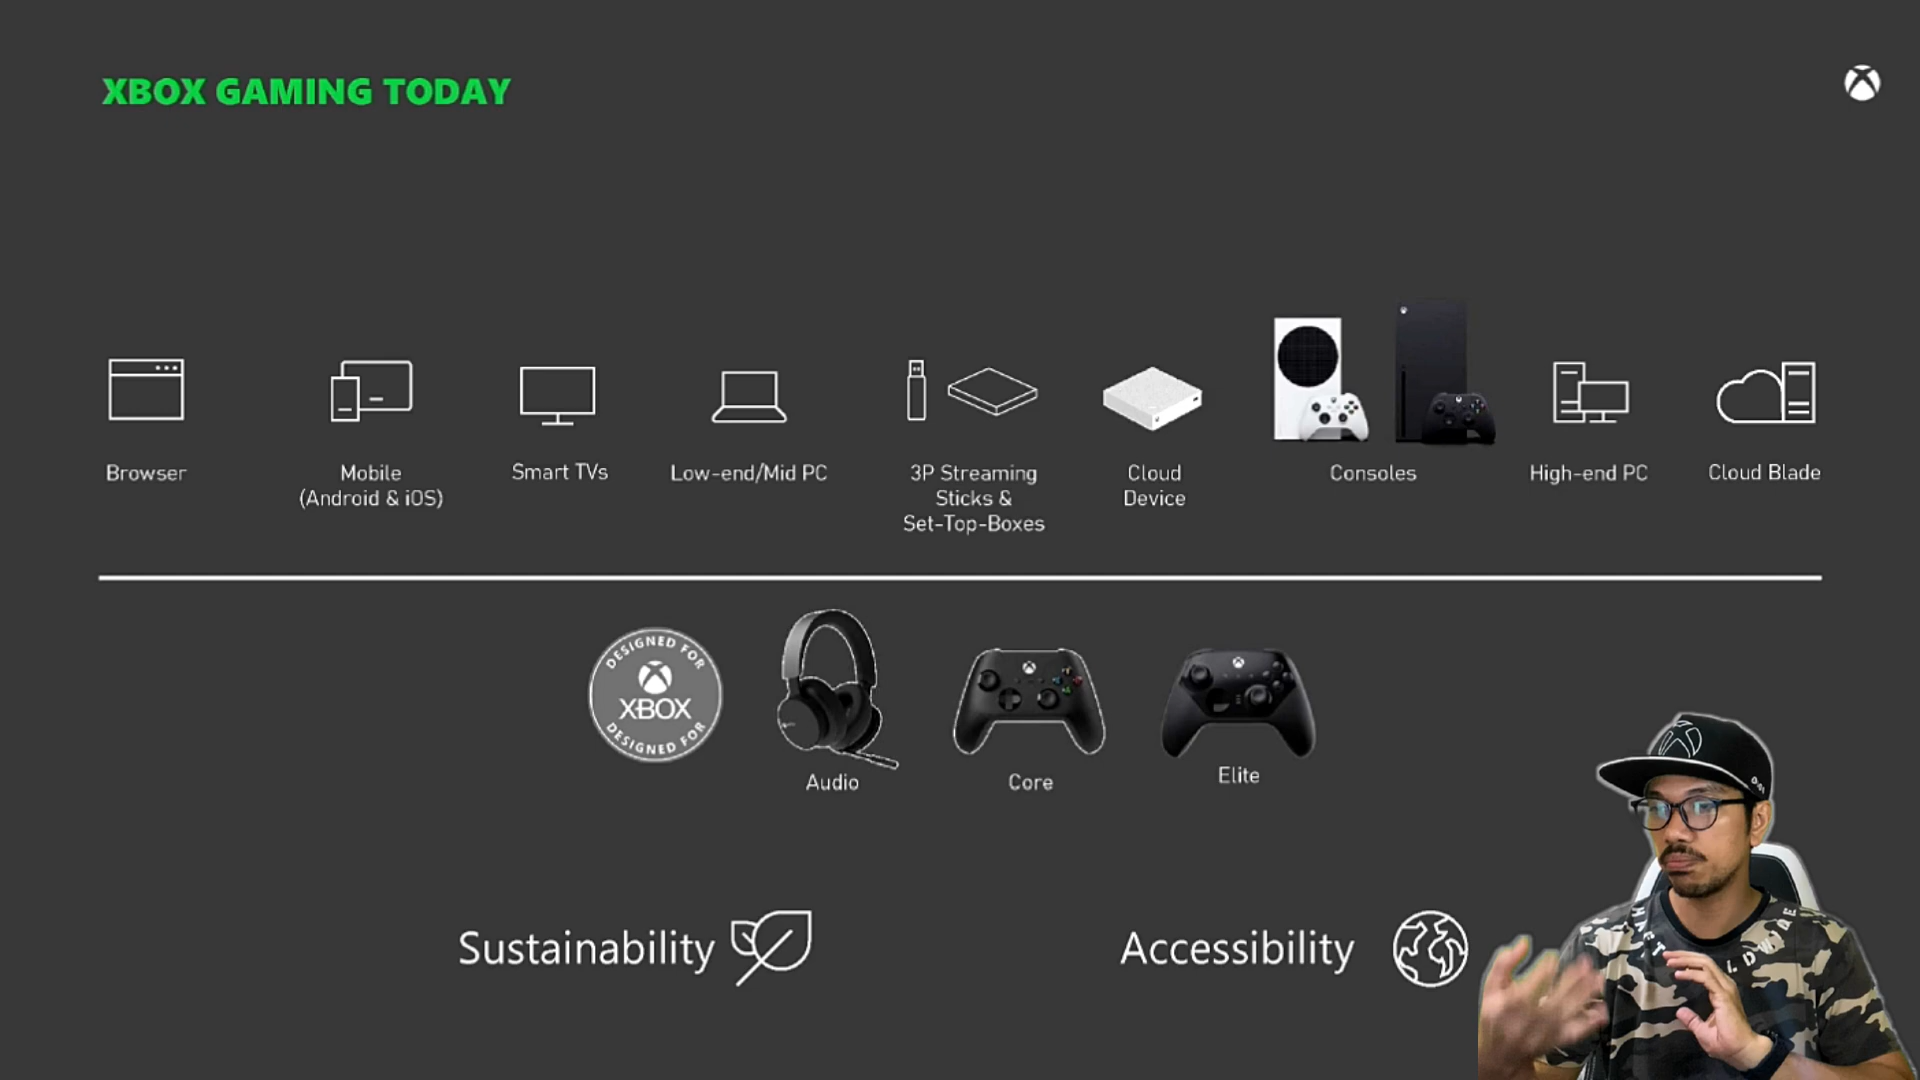 XBOX GAMING TODAY
Browser
Mobile
(Android & iOS)
Smart TVs
Low-end/Mid PC
3P Streaming
Sticks &
Set-Top-Boxes
Cloud
Device
Consoles
High-end PC
Cloud Blade
DESIGNED FOR
XBOX
DESIGNED FOR
Audio
Core
Elite
Sustainability
Accessibility